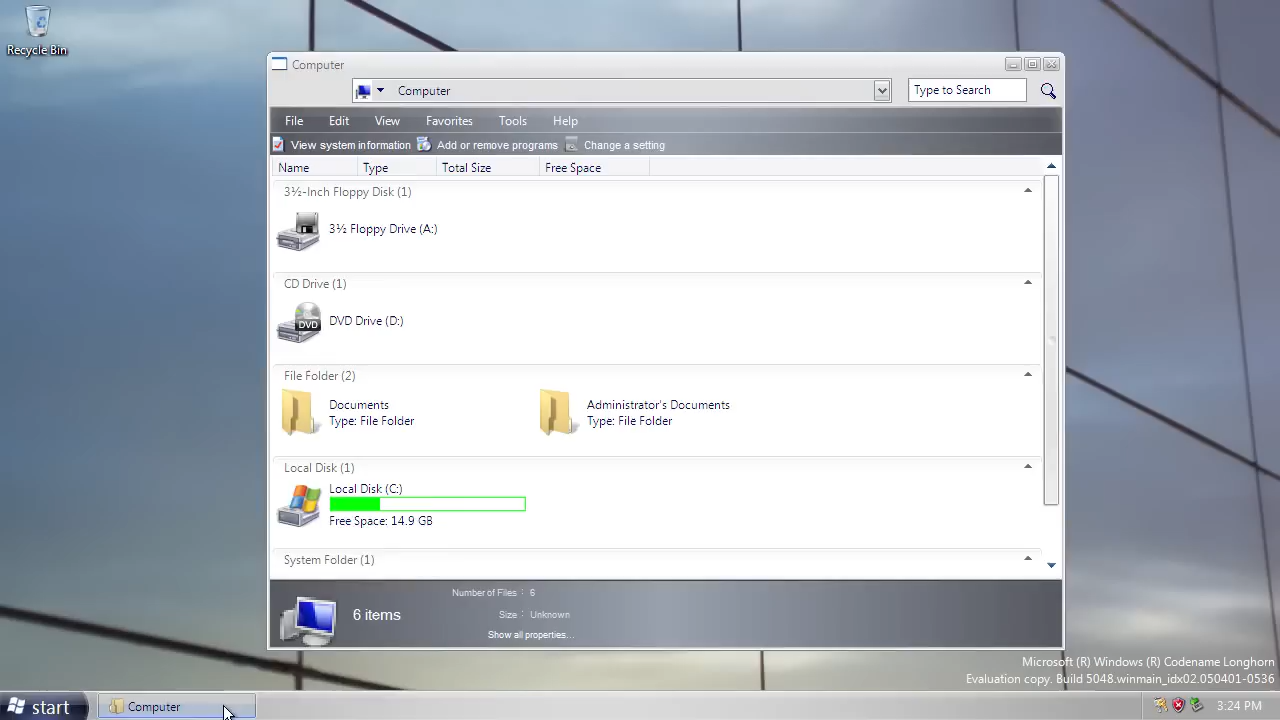 Recycle Bin
Computer
Computer
Type to Search
File Edit View Favorites Tools Help
View system information Add or remove programs Change a setting
Name Type Total Size Free Space
3½-Inch Floppy Disk (1)
3½ Floppy Drive (A:)
CD Drive (1)
DVD
DVD Drive (D:)
File Folder (2)
Documents
Type: File Folder
Administrator's Documents
Type: File Folder
Local Disk (1)
Local Disk (C:)
Free Space: 14.9 GB
System Folder (1)
6 items
Number of Files : 6
Size : Unknown
Show all properties...
Microsoft (R) Windows (R) Codename Longhorn
Evaluation copy. Build 5048.winmain_idx02.050401-0536
start
Computer
3:24 PM